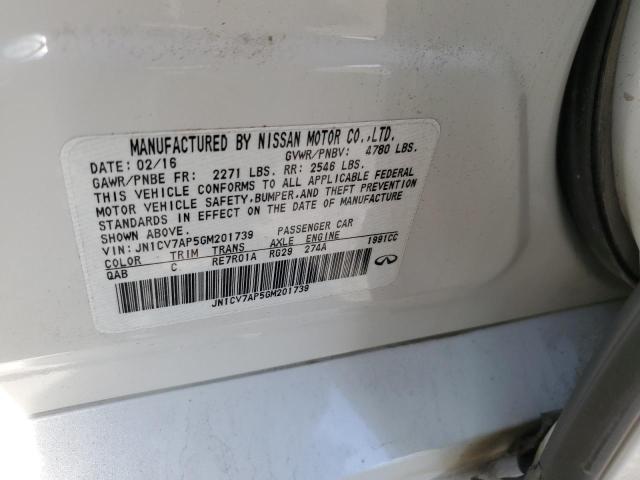 MANUFACTURED BY NISSAN MOTOR CO.,LTD.
DATE: 02/16 GVWR/PNBV: 4780 LBS.
GAWR/PNBE FR: 2271 LBS. RR: 2546 LBS.
THIS VEHICLE CONFORMS TO ALL APPLICABLE FEDERAL
MOTOR VEHICLE SAFETY,BUMPER,AND THEFT PREVENTION
STANDARDS IN EFFECT ON THE DATE OF MANUFACTURE
SHOWN ABOVE.
VIN: JN1CV7AP5GM201739 PASSENGER CAR
COLOR TRIM TRANS AXLE ENGINE
QAB C RE7R01A RG29 274A 1991CC
JN1CV7AP5GM201739